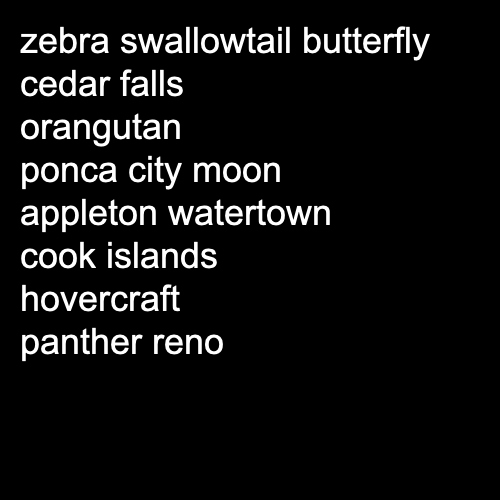 zebra swallowtail butterfly
cedar falls
orangutan
ponca city moon
appleton watertown
cook islands
hovercraft
panther reno